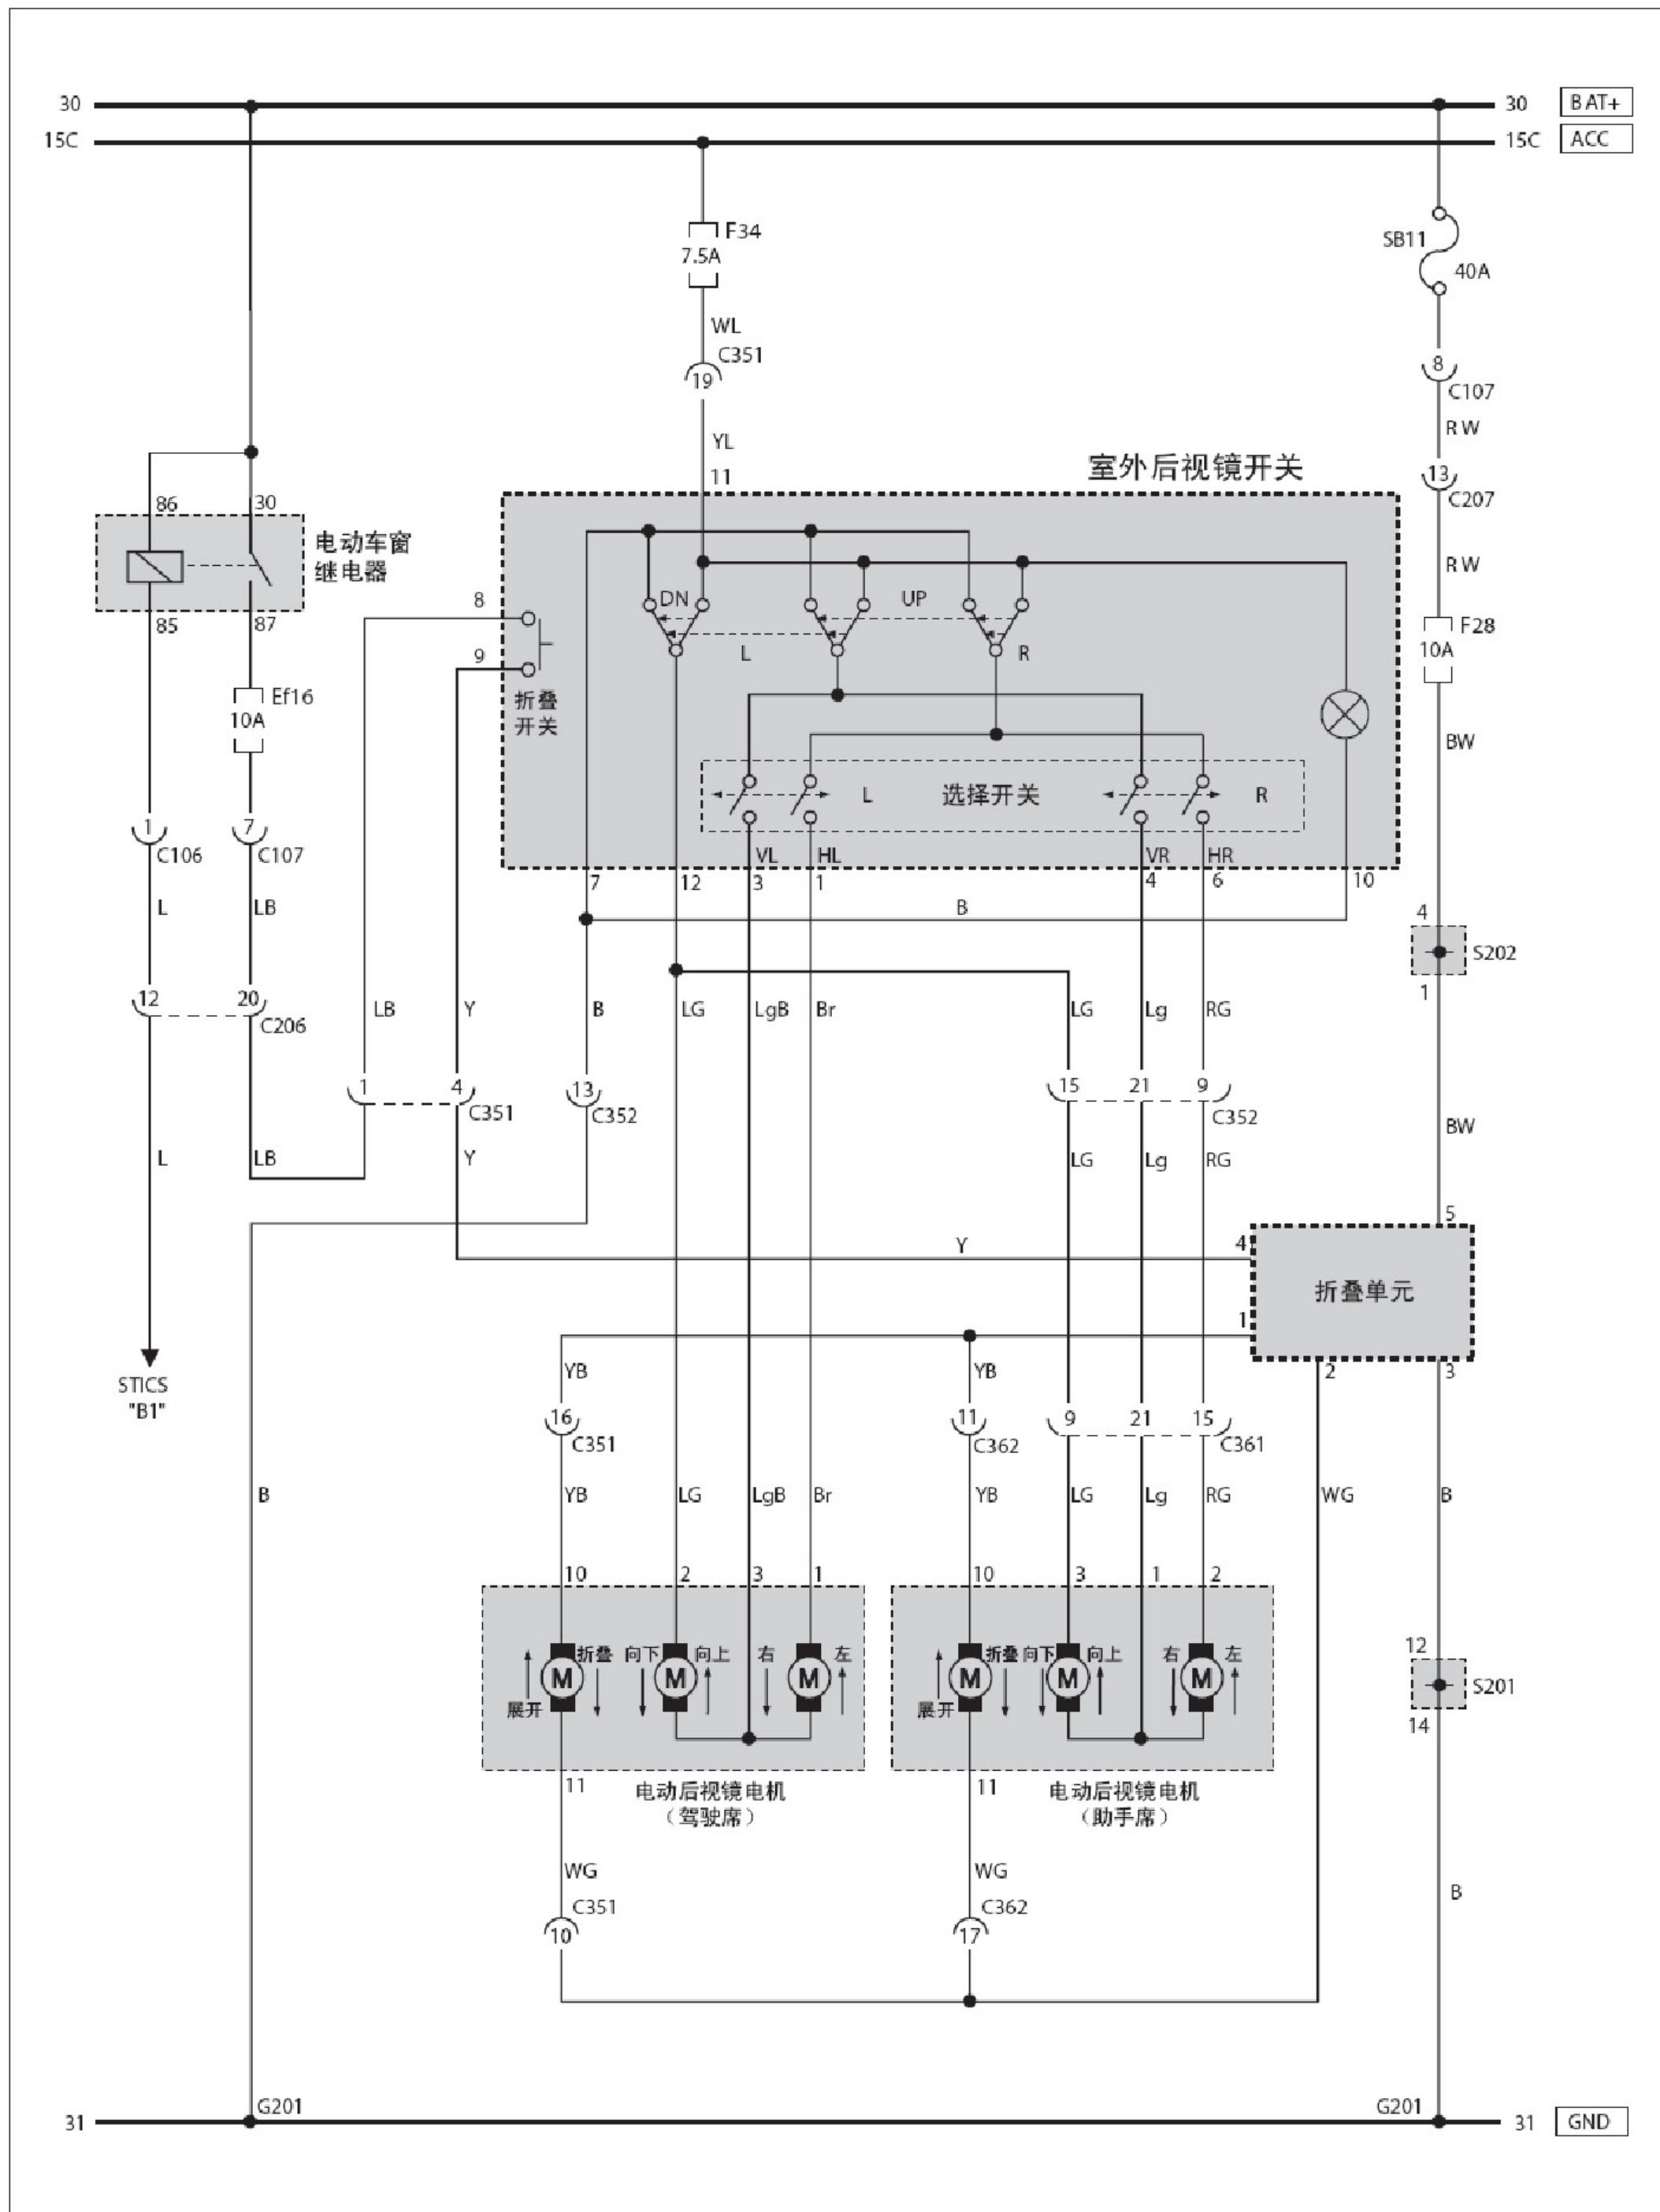 30
30 BAT+
15C
15C ACC
F34
7.5A
SB11
40A
WL
C351
19
8
C107
RW
YL
11
室外后视镜开关
13
C207
RW
86 30
电动车窗
继电器
85 87
8
9
折叠
开关
DN
UP
L
R
F28
10A
Ef16
10A
BW
L 选择开关 R
1
C106
7
C107
VL HL VR HR
7 12 3 1 4 6 10
L LB
B
4
S202
1
12 20
C206
LB Y B LG LgB Br LG Lg RG
1 4
C351
13
C352
15 21 9
C352
BW
L LB Y LG Lg RG
5
Y
4
折叠单元
1
2 3
STICS
"B1"
YB YB
16
C351
11
C362
9 21 15
C361
B YB LG LgB Br YB LG Lg RG WG B
10 2 3 1 10 3 1 2
折叠 向下 向上 右 左
M M M
展开
折叠 向下 向上 右 左
M M M
展开
12
S201
14
11
电动后视镜电机
（驾驶席）
11
电动后视镜电机
（助手席）
WG WG
B
C351
10
C362
17
G201 G201
31
31 GND